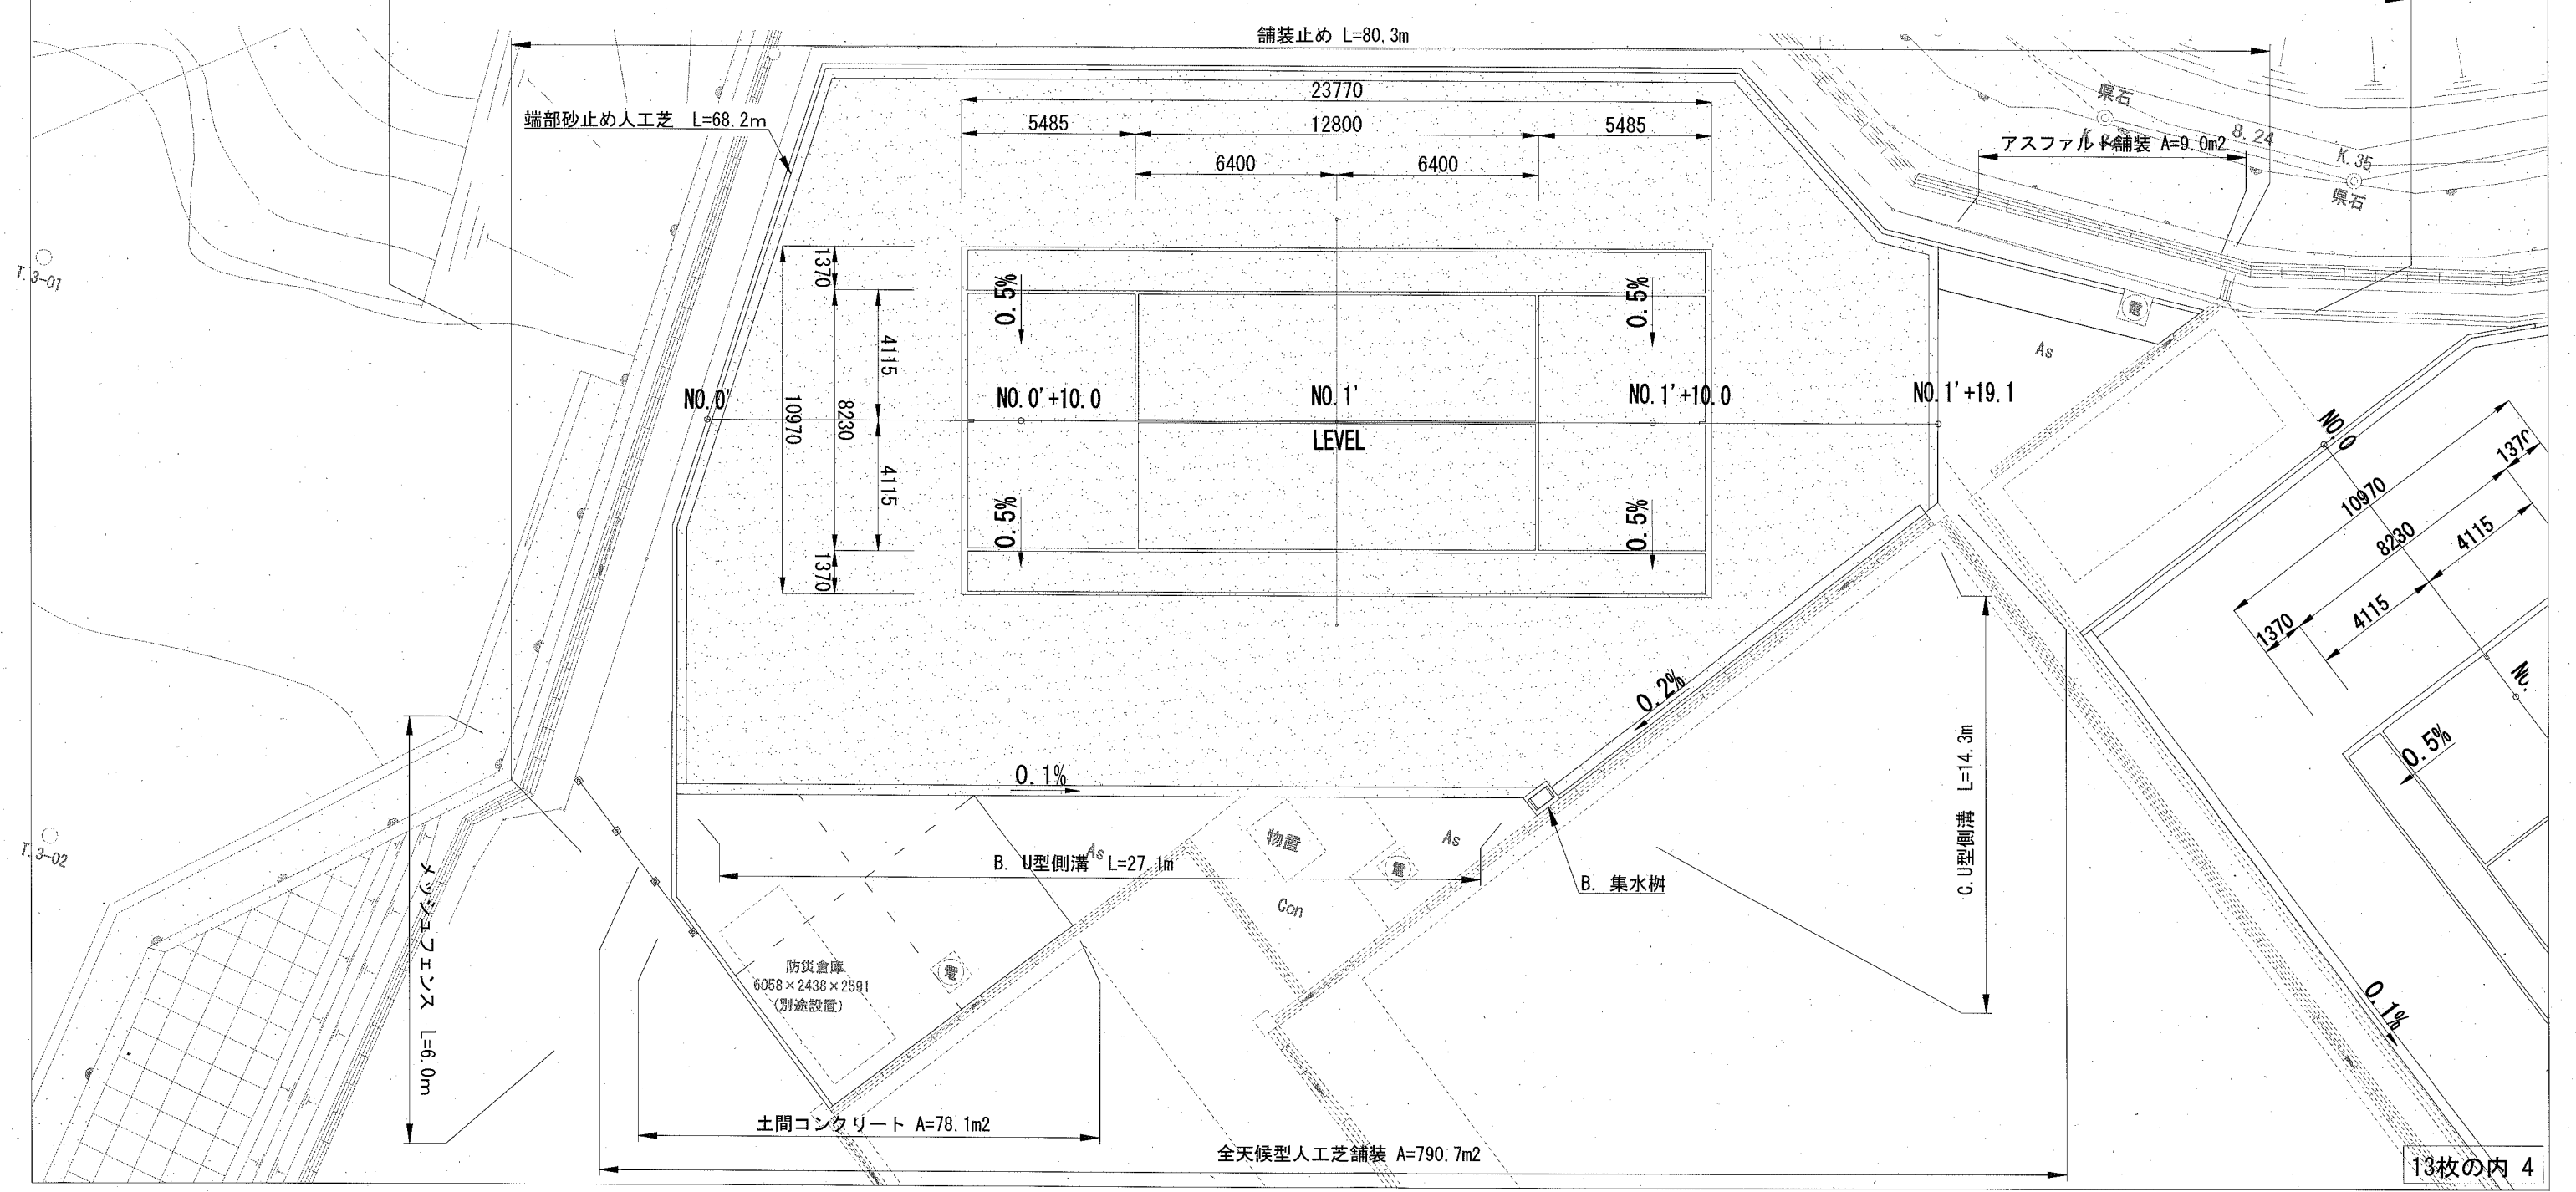 舗装止め L=80.3m
23770
端部砂止め人工芝 L=68.2m
5485
12800
5485
6400
6400
県石
8.24
アスファルト舗装 A=9.0m2
K.35
県石
T.3-01
1370
0.5%
0.5%
電
As
4115
NO.0'
NO.0'+10.0
NO.1'
NO.1'+10.0
NO.1'+19.1
10970
8230
LEVEL
NO.0
4115
0.5%
0.5%
1370
1370
10970
8230
4115
4115
1370
0.2%
0.5%
0.1%
C.U型側溝 L=14.3m
T.3-02
メッシュフェンス L=6.0m
As
B. U型側溝 L=27.1m
物置
電
As
B. 集水桝
Con
防災倉庫
6058×2438×2591
(別途設置)
電
0.1%
土間コンクリート A=78.1m2
全天候型人工芝舗装 A=790.7m2
13枚の内 4